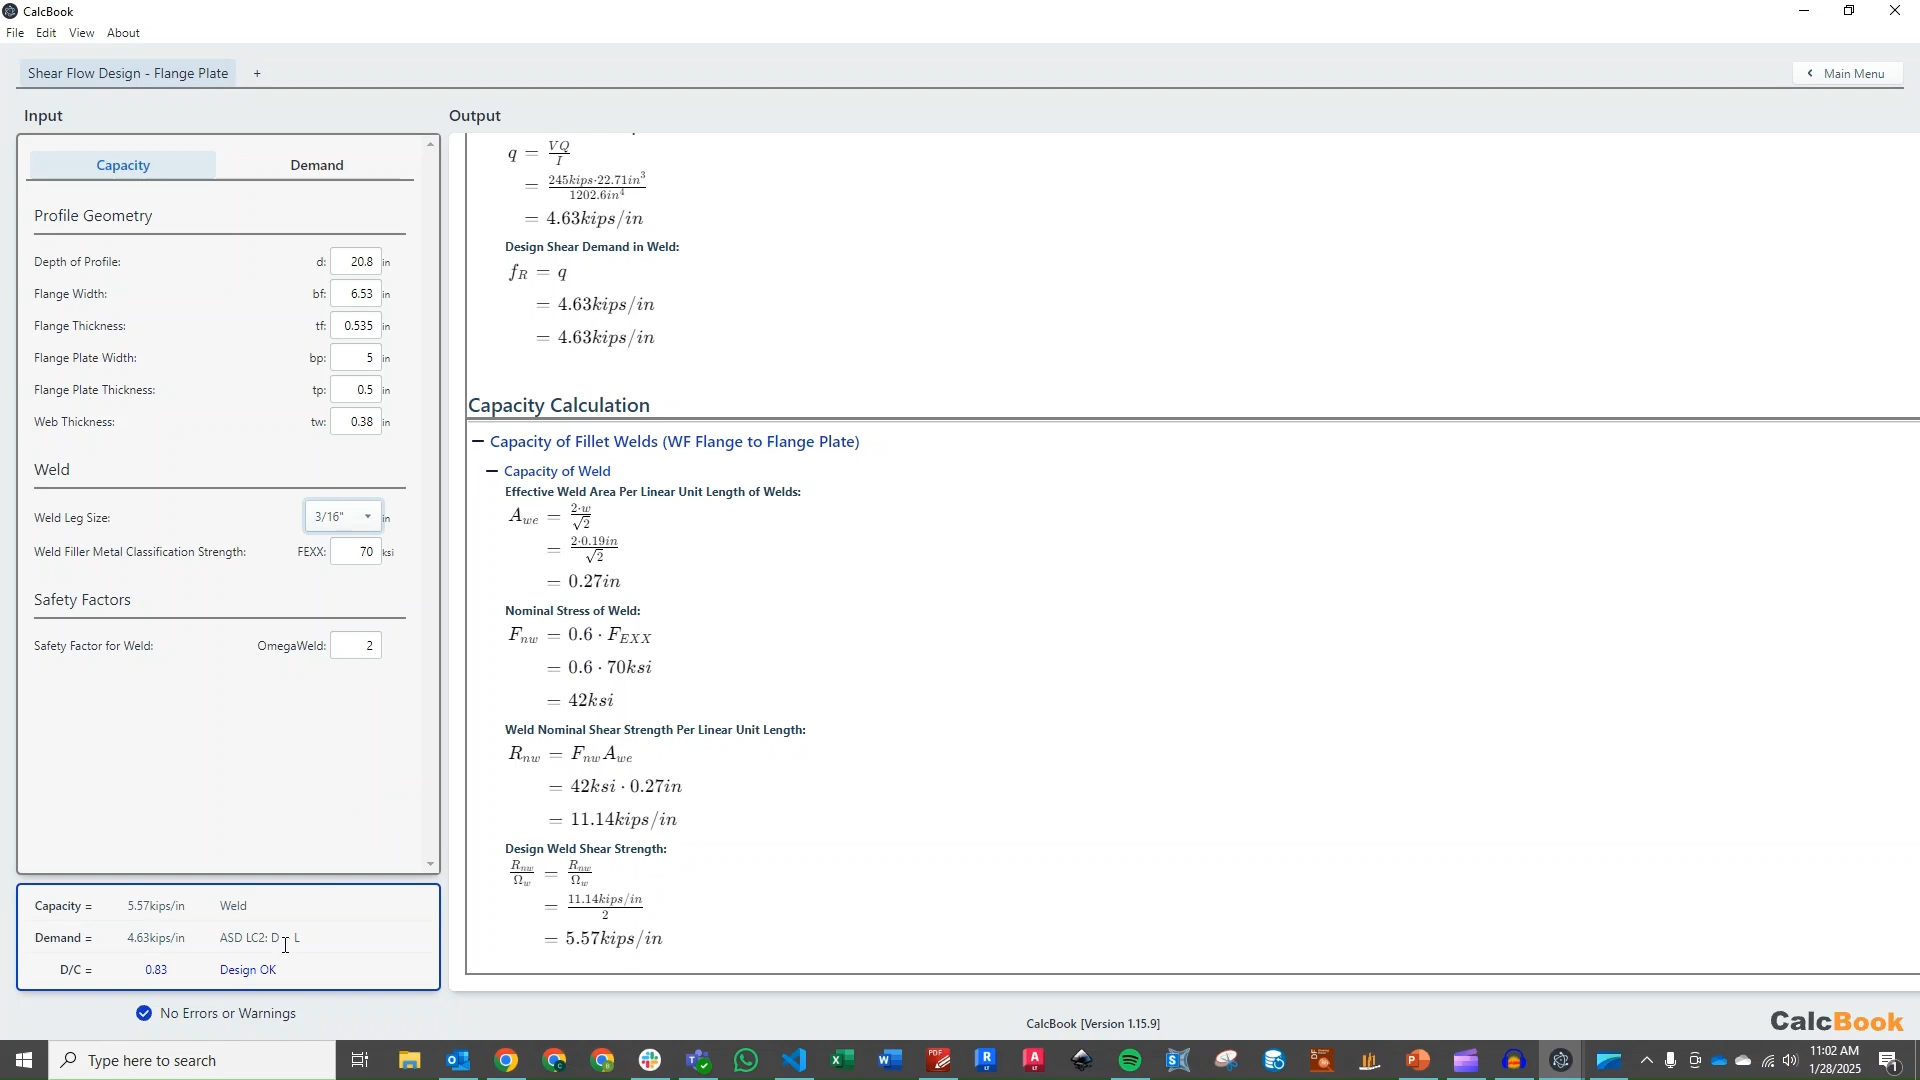 CalcBook
File Edit View About
Shear Flow Design - Flange Plate +
Main Menu
Input
Capacity Demand
Profile Geometry
Depth of Profile: d: 20.8 in
Flange Width: bf: 6.53 in
Flange Thickness: tf: 0.535 in
Flange Plate Width: bp: 5 in
Flange Plate Thickness: tp: 0.5 in
Web Thickness: tw: 0.38 in
Weld
Weld Leg Size: 3/16" in
Weld Filler Metal Classification Strength: FEXX: 70 ksi
Safety Factors
Safety Factor for Weld: OmegaWeld: 2
Capacity = 5.57kips/in Weld
Demand = 4.63kips/in ASD LC2: D L
D/C = 0.83 Design OK
No Errors or Warnings
Output
q = VQ/I
= 245kips·22.71in³/1202.6in⁴
= 4.63kips/in
Design Shear Demand in Weld:
f_R = q
= 4.63kips/in
= 4.63kips/in
Capacity Calculation
Capacity of Fillet Welds (WF Flange to Flange Plate)
Capacity of Weld
Effective Weld Area Per Linear Unit Length of Welds:
A_we = 2·w/√2
= 2·0.19in/√2
= 0.27in
Nominal Stress of Weld:
F_nw = 0.6 · F_EXX
= 0.6 · 70ksi
= 42ksi
Weld Nominal Shear Strength Per Linear Unit Length:
R_nw = F_nw A_we
= 42ksi · 0.27in
= 11.14kips/in
Design Weld Shear Strength:
R_nw/Ω_w = R_nw/Ω_w
= 11.14kips/in/2
= 5.57kips/in
CalcBook [Version 1.15.9]
CalcBook
Type here to search
11:02 AM
1/28/2025